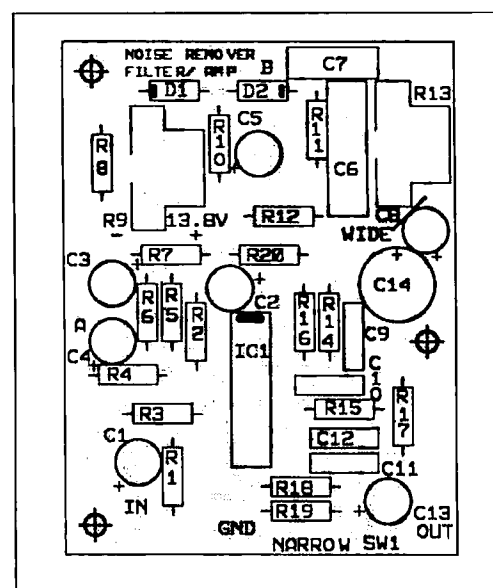 NOISE REMOVER
FILTER/ AMP B
C7
D1 D2
R13
C5
R8
R10
R11
C6
R9 13.8V
- +
R12
C8
WIDE
C3
R7 R20
C14
C2
R6 R5 R2
A
IC1
R16 R14 C9
C4
R4
C10
R3
R15
R17
C1
C12
R1
C11
IN
R18
GND
R19
C13
OUT
NARROW SW1